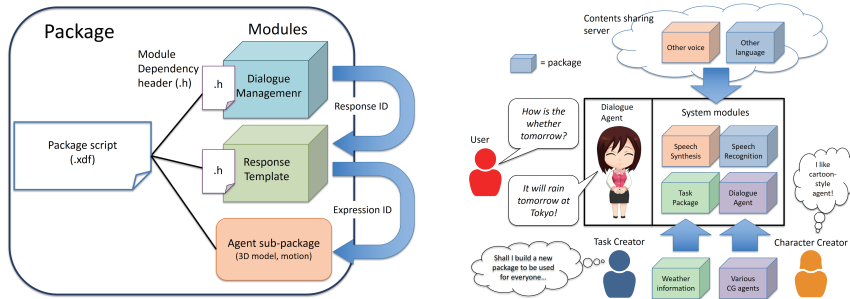 Package
Modules
Module
Dependency
header (.h)
.h
Dialogue
Management
Response ID
Package script
(.xdf)
.h
Response
Template
Expression ID
Agent sub-package
(3D model, motion)
Contents sharing
server
Other voice
Other
language
= package
User
How is the
whether
tomorrow?
It will rain
tomorrow at
Tokyo!
Dialogue
Agent
System modules
Speech
Synthesis
Speech
Recognition
Task
Package
Dialogue
Agent
I like
cartoon-
style
agent!
Shall I build a new
package to be used
for everyone...
Task Creator
Character Creator
Weather
information
Various
CG agents